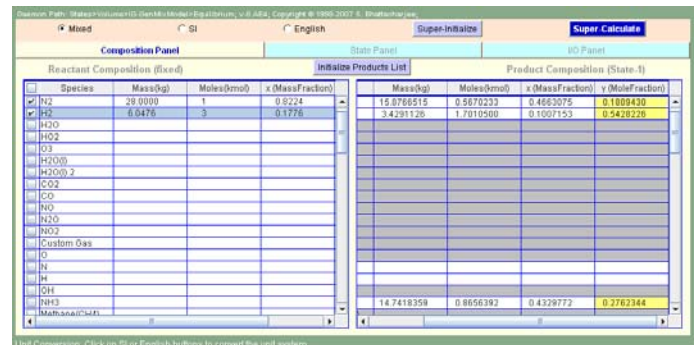 Daemon Path: States>Volume>IG-GenMixModel>Equilibrium; v-6.AEA; Copyright © 1998-2007 S. Bhattacharjee;
Mixed SI English Super-Initialize Super-Calculate
Composition Panel State Panel I/O Panel
Reactant Composition (fixed) Initialize Products List Product Composition (State-1)
Species Mass(kg) Moles(kmol) x (MassFraction) Mass(kg) Moles(kmol) x (MassFraction) y (MoleFraction)
N2 28.0000 1 0.8224 15.8766515 0.5670233 0.4663075 0.1809430
H2 6.0476 3 0.1776 3.4291126 1.7010500 0.1007153 0.5428226
H2O
HO2
O3
H2O(l)
H2O(l) 2
CO2
CO
NO
N2O
NO2
Custom Gas
O
N
H
OH
NH3 14.7418359 0.8656392 0.4329772 0.2762344
Methane(CH4)
Unit Conversion: Click on SI or English buttons to convert the unit system.